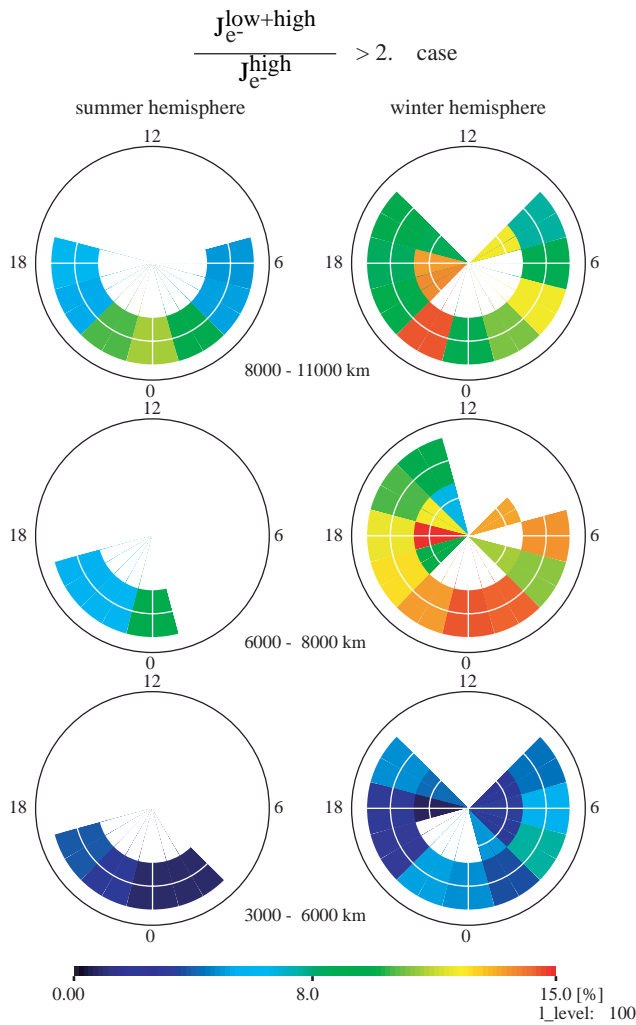 J_e-^low+high
J_e-^high > 2. case
summer hemisphere winter hemisphere
12 12
18 6 18 6
8000 - 11000 km
0 0
12 12
18 6 18 6
6000 - 8000 km
0 0
12 12
18 6 18 6
3000 - 6000 km
0 0
0.00 8.0 15.0 [%]
l_level: 100